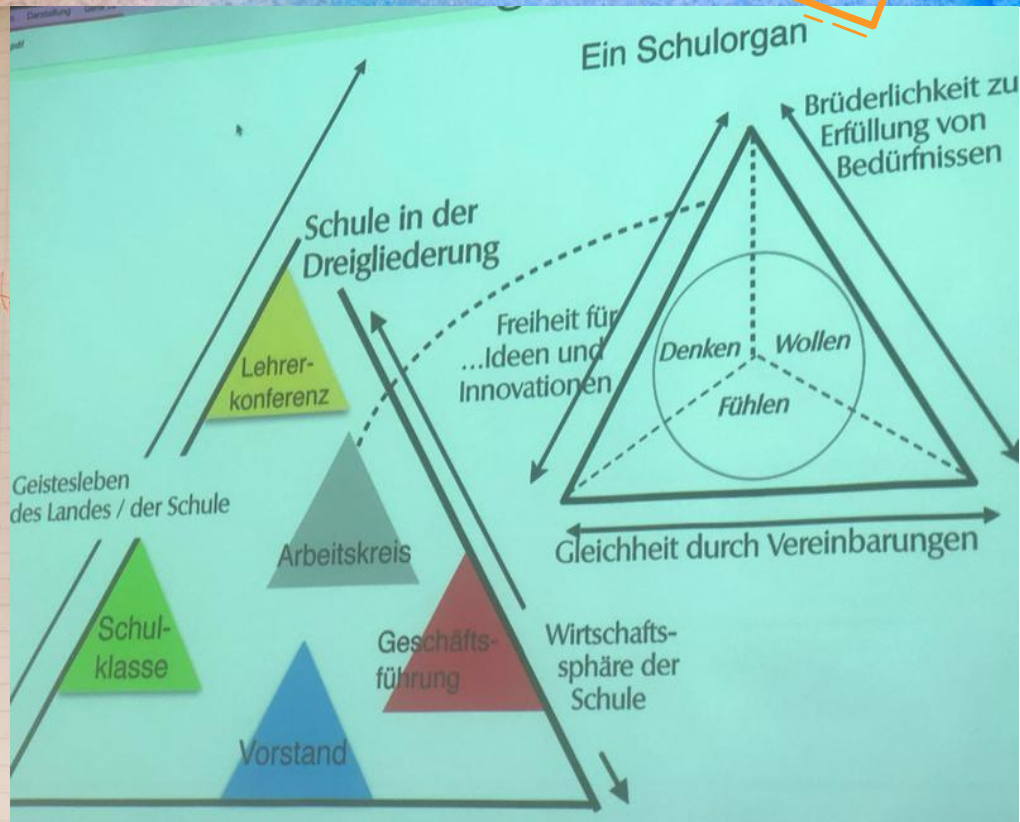 Darstellung
Ein Schulorgan
Brüderlichkeit zu
Erfüllung von
Bedürfnissen
Schule in der
Dreigliederung
Freiheit für
...Ideen und
Innovationen
Denken
Wollen
Fühlen
Lehrer-
konferenz
Geistesleben
des Landes / der Schule
Arbeitskreis
Gleichheit durch Vereinbarungen
Schul-
klasse
Geschäfts-
führung
Wirtschafts-
sphäre der
Schule
Vorstand